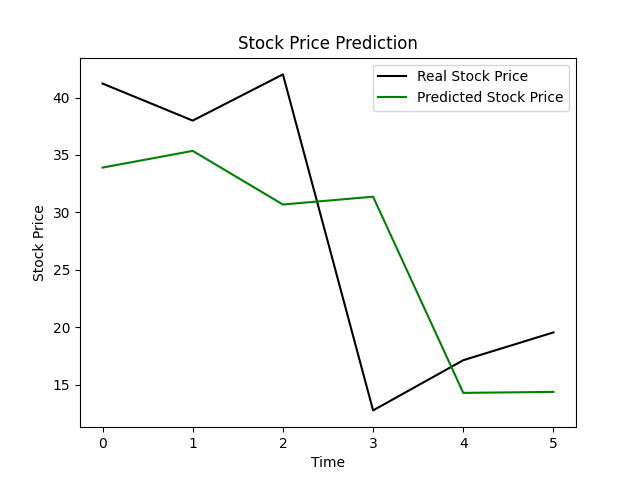 Stock Price Prediction
Real Stock Price
Predicted Stock Price
Stock Price
40
35
30
25
20
15
0 1 2 3 4 5
Time